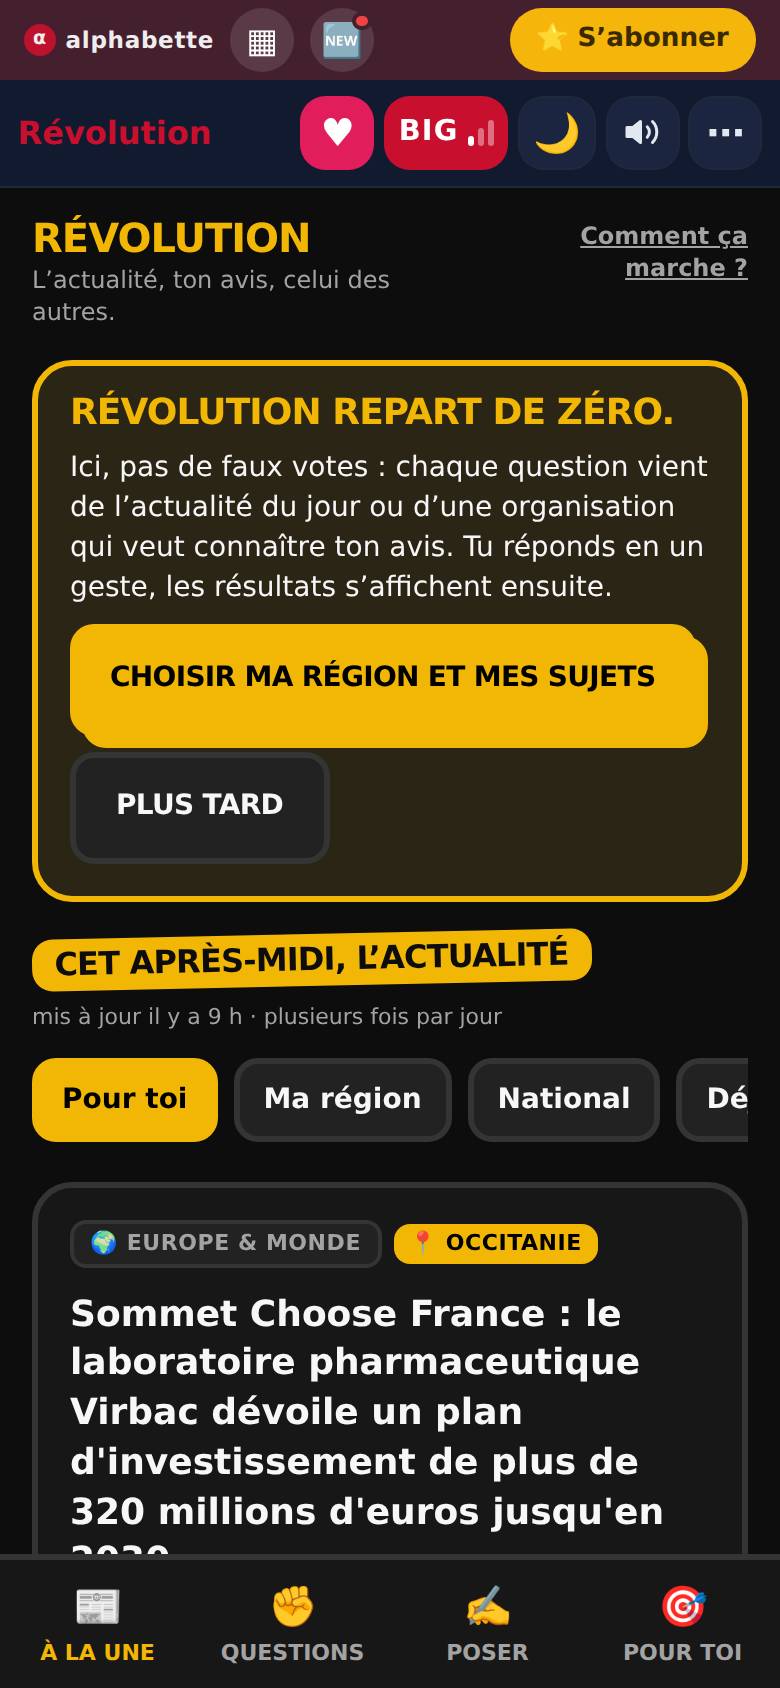 α alphabette
NEW
⭐ S’abonner
Révolution
BIG
RÉVOLUTION
L’actualité, ton avis, celui des
autres.
Comment ça
marche ?
RÉVOLUTION REPART DE ZÉRO.
Ici, pas de faux votes : chaque question vient
de l’actualité du jour ou d’une organisation
qui veut connaître ton avis. Tu réponds en un
geste, les résultats s’affichent ensuite.
CHOISIR MA RÉGION ET MES SUJETS
PLUS TARD
CET APRÈS-MIDI, L’ACTUALITÉ
mis à jour il y a 9 h · plusieurs fois par jour
Pour toi
Ma région
National
🌍 EUROPE & MONDE
📍 OCCITANIE
Sommet Choose France : le
laboratoire pharmaceutique
Virbac dévoile un plan
d'investissement de plus de
320 millions d'euros jusqu'en
À LA UNE
QUESTIONS
POSER
POUR TOI